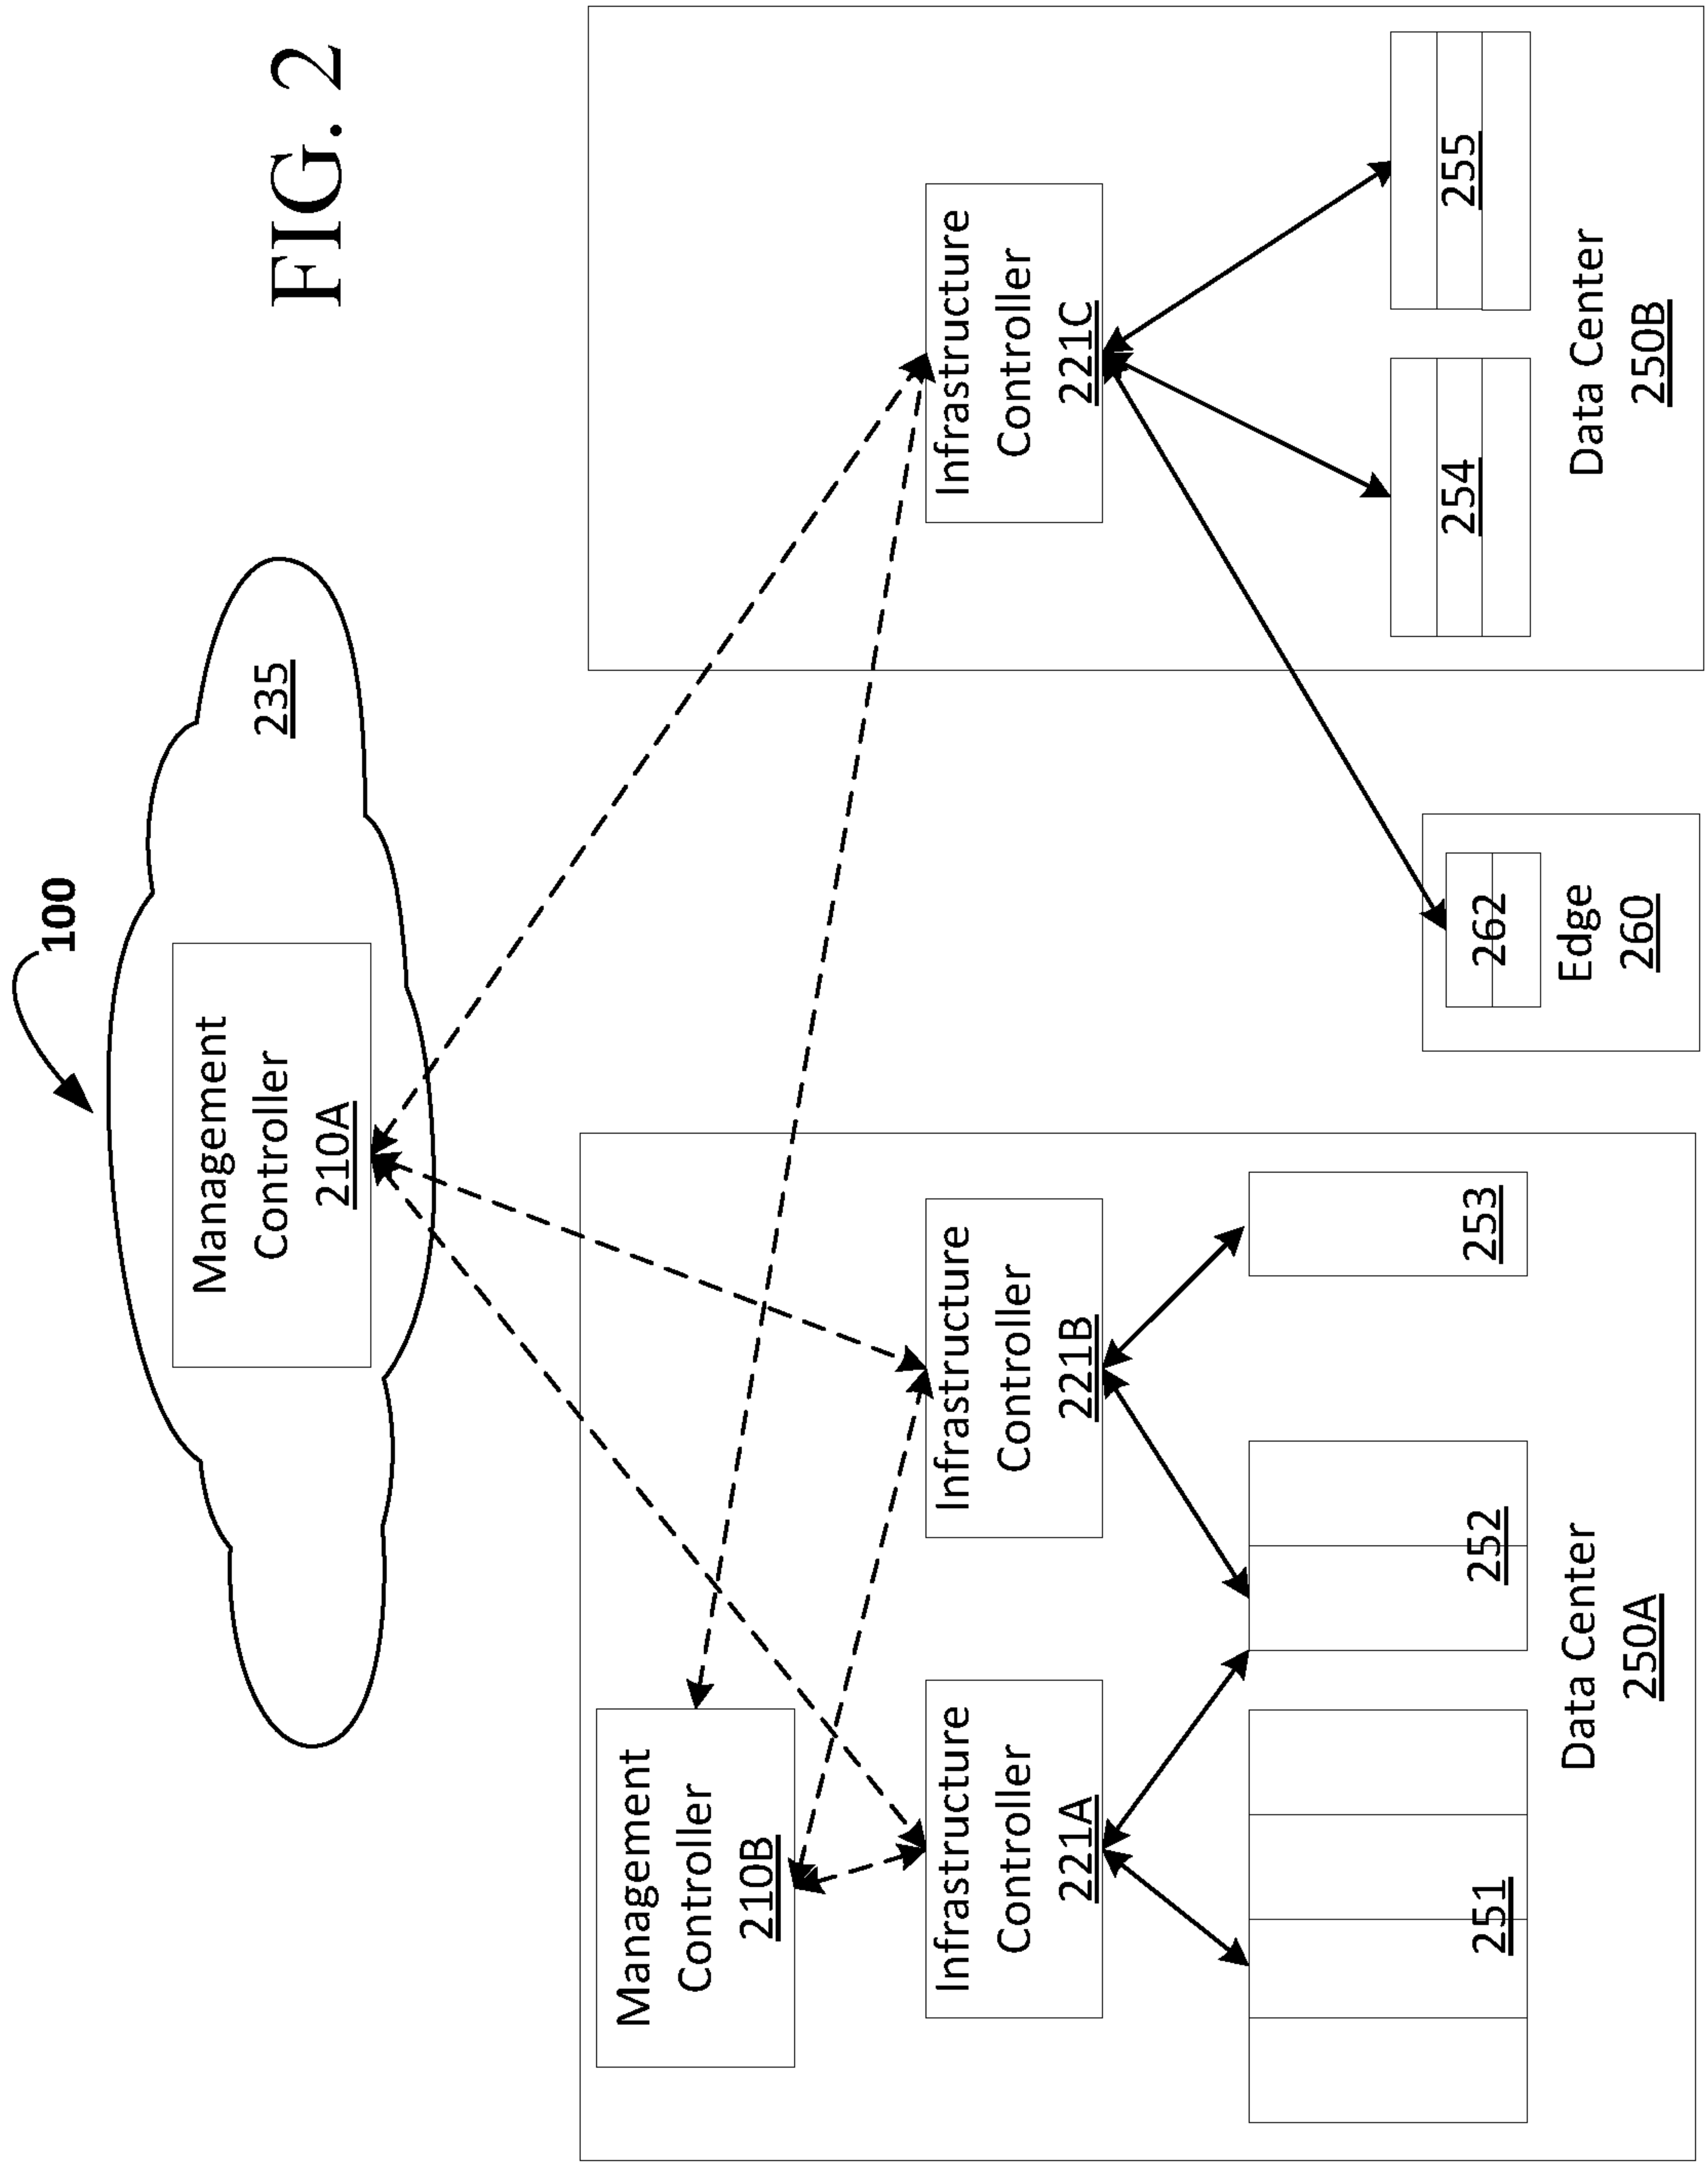 100
FIG. 2
Management
Controller
210A
235
Management
Controller
210B
Infrastructure
Controller
221A
Infrastructure
Controller
221B
Infrastructure
Controller
221C
251
252
253
Data Center
250A
262
Edge
260
254
255
Data Center
250B